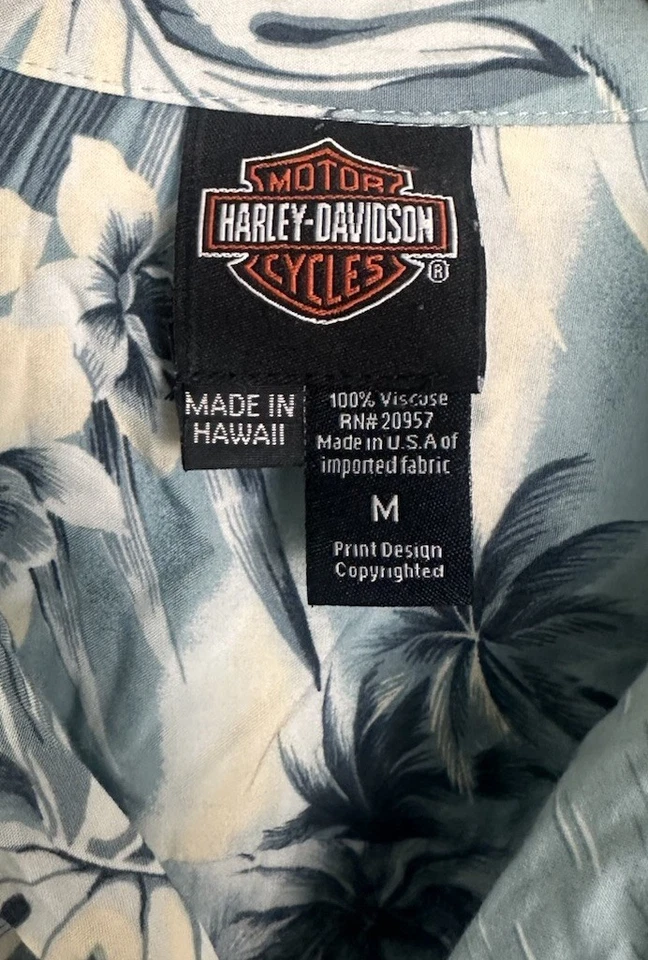 MOTOR
HARLEY-DAVIDSON
CYCLES
®
MADE IN
HAWAII
100% Viscose
RN# 20957
Made in U.S.A of
imported fabric
M
Print Design
Copyrighted